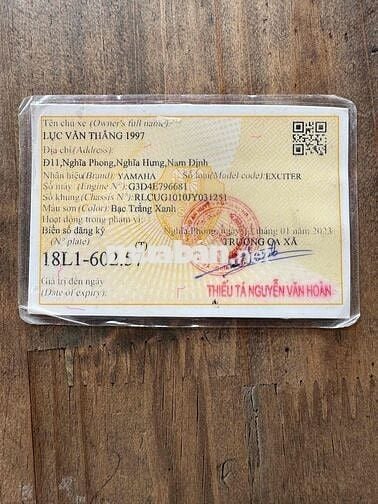 Tên chủ xe (Owner's full name):
LỤC VĂN THĂNG 1997
Địa chỉ (Address):
Đ11,Nghĩa Phong,Nghĩa Hưng,Nam Định
Nhãn hiệu (Brand): YAMAHA Số loại (Model code): EXCITER
Số máy (Engine N°): G3D4E796681
Số khung (Chassis N°): RLCUG1010JY031251
Màu sơn (Color): Bạc Trắng Xanh
Hoạt động trong phạm vi:
Biển số đăng ký Nghĩa Phong, ngày tháng 01 năm 2023
(N° plate) TRƯỞNG CA XÃ
(T)
18L1-602.97
Giá trị đến ngày
(Date of expiry): THIẾU TÁ NGUYỄN VĂN HOÀN